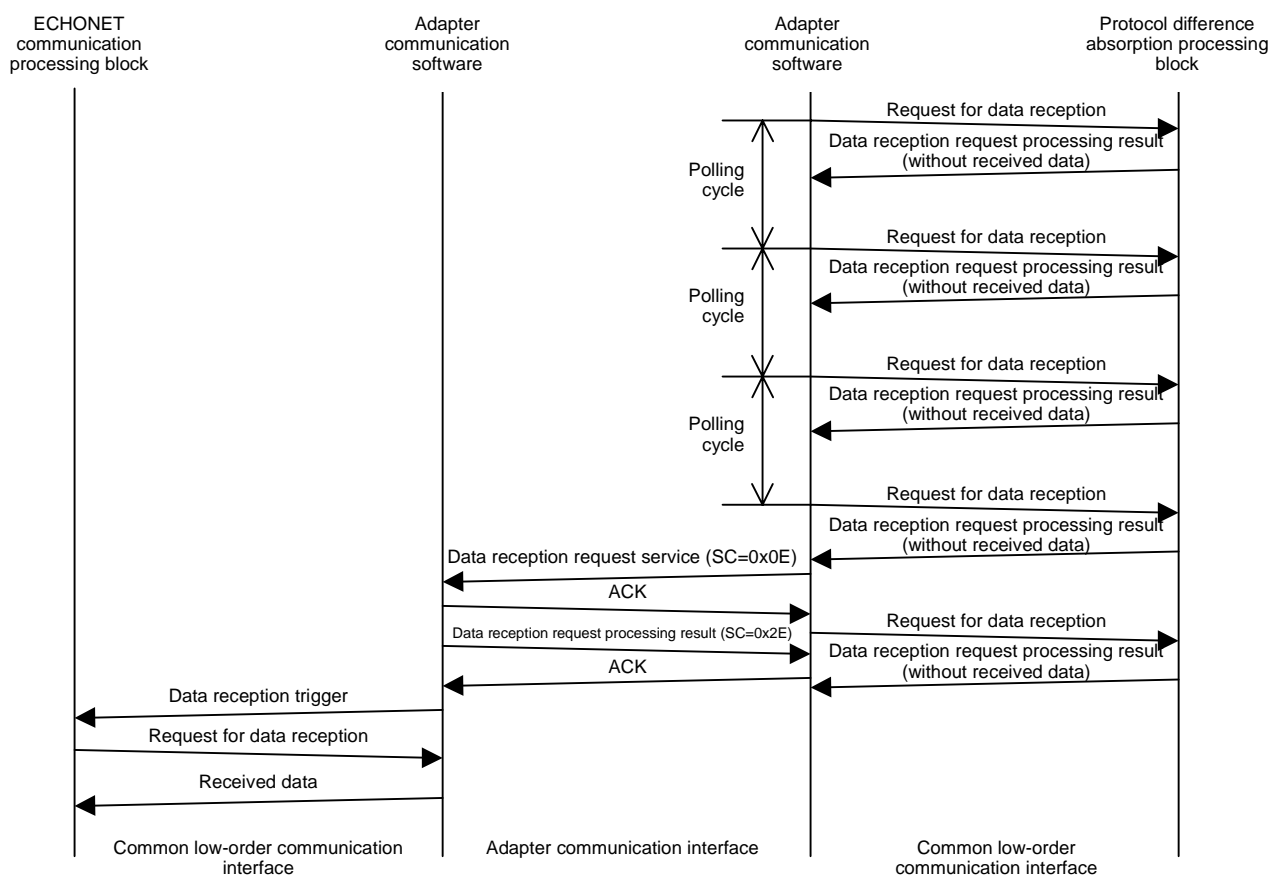 ECHONET
communication
processing block
Adapter
communication
software
Adapter
communication
software
Protocol difference
absorption processing
block
Request for data reception
Data reception request processing result
(without received data)
Polling
cycle
Request for data reception
Data reception request processing result
(without received data)
Polling
cycle
Request for data reception
Data reception request processing result
(without received data)
Polling
cycle
Request for data reception
Data reception request processing result
(without received data)
Data reception request service (SC=0x0E)
ACK
Data reception request processing result (SC=0x2E)
Request for data reception
Data reception request processing result
(without received data)
ACK
Data reception trigger
Request for data reception
Received data
Common low-order communication
interface
Adapter communication interface
Common low-order
communication interface